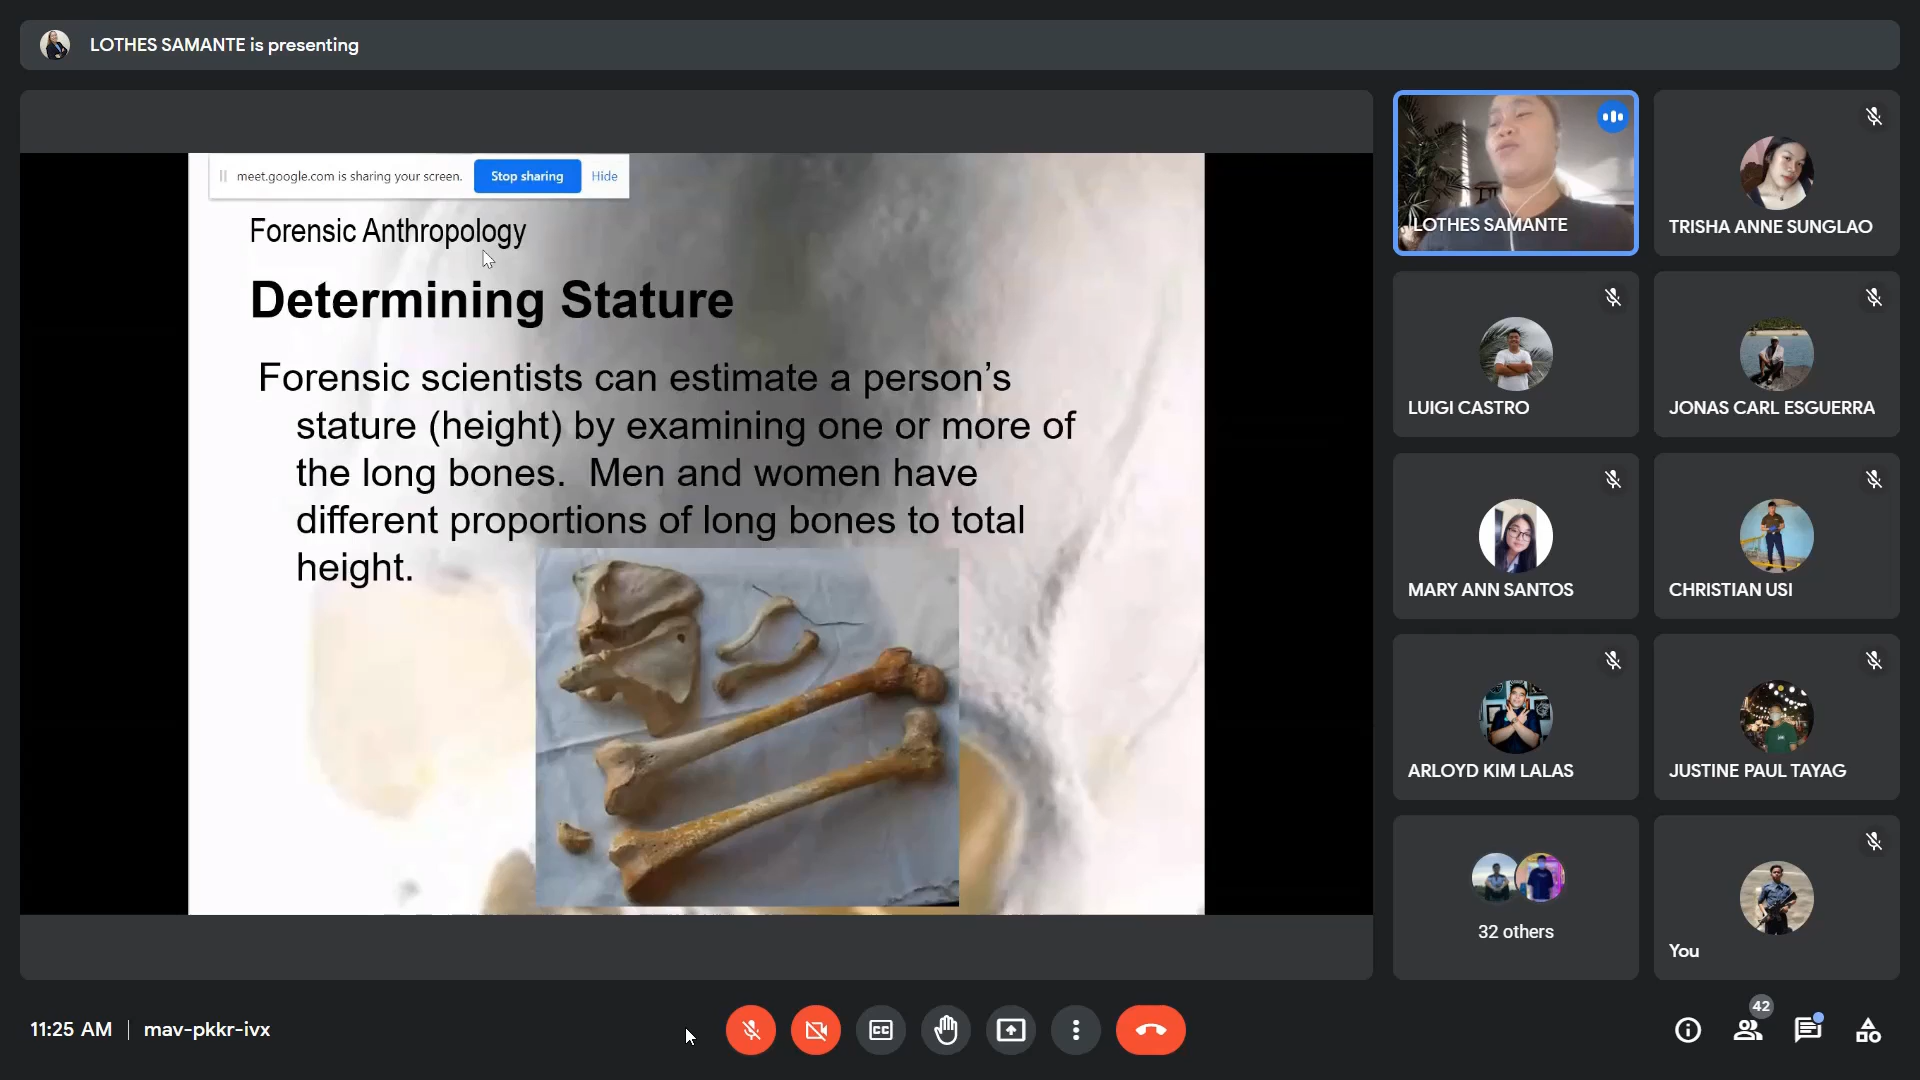 LOTHES SAMANTE is presenting
meet.google.com is sharing your screen.
Stop sharing
Hide
Forensic Anthropology
Determining Stature
Forensic scientists can estimate a person’s
stature (height) by examining one or more of
the long bones.  Men and women have
different proportions of long bones to total
height.
LOTHES SAMANTE
TRISHA ANNE SUNGLAO
LUIGI CASTRO
JONAS CARL ESGUERRA
MARY ANN SANTOS
CHRISTIAN USI
ARLOYD KIM LALAS
JUSTINE PAUL TAYAG
32 others
You
11:25 AM | mav-pkkr-ivx
CC
42